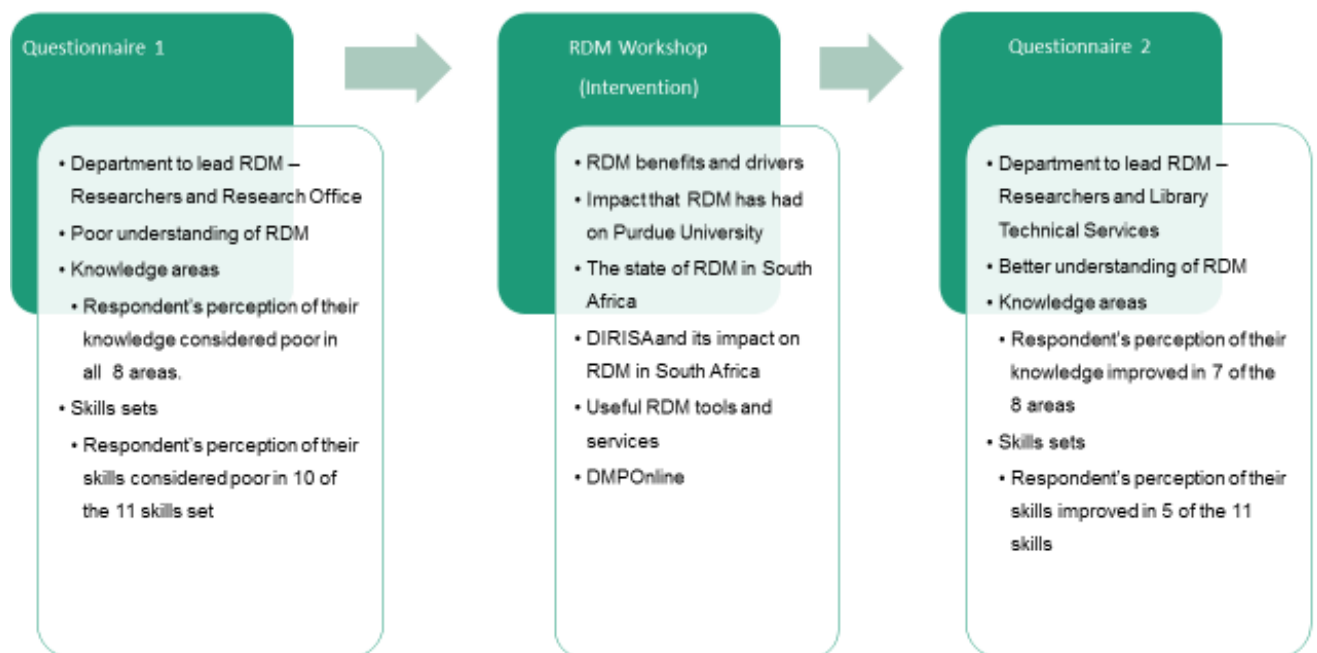 Questionnaire 1
• Department to lead RDM –
Researchers and Research Office
• Poor understanding of RDM
• Knowledge areas
• Respondent's perception of their
knowledge considered poor in
all 8 areas.
• Skills sets
• Respondent's perception of their
skills considered poor in 10 of
the 11 skills set
RDM Workshop
(Intervention)
• RDM benefits and drivers
• Impact that RDM has had
on Purdue University
• The state of RDM in South
Africa
• DIRISA and its impact on
RDM in South Africa
• Useful RDM tools and
services
• DMPOnline
Questionnaire 2
• Department to lead RDM –
Researchers and Library
Technical Services
• Better understanding of RDM
• Knowledge areas
• Respondent's perception of their
knowledge improved in 7 of the
8 areas
• Skills sets
• Respondent's perception of their
skills improved in 5 of the 11
skills